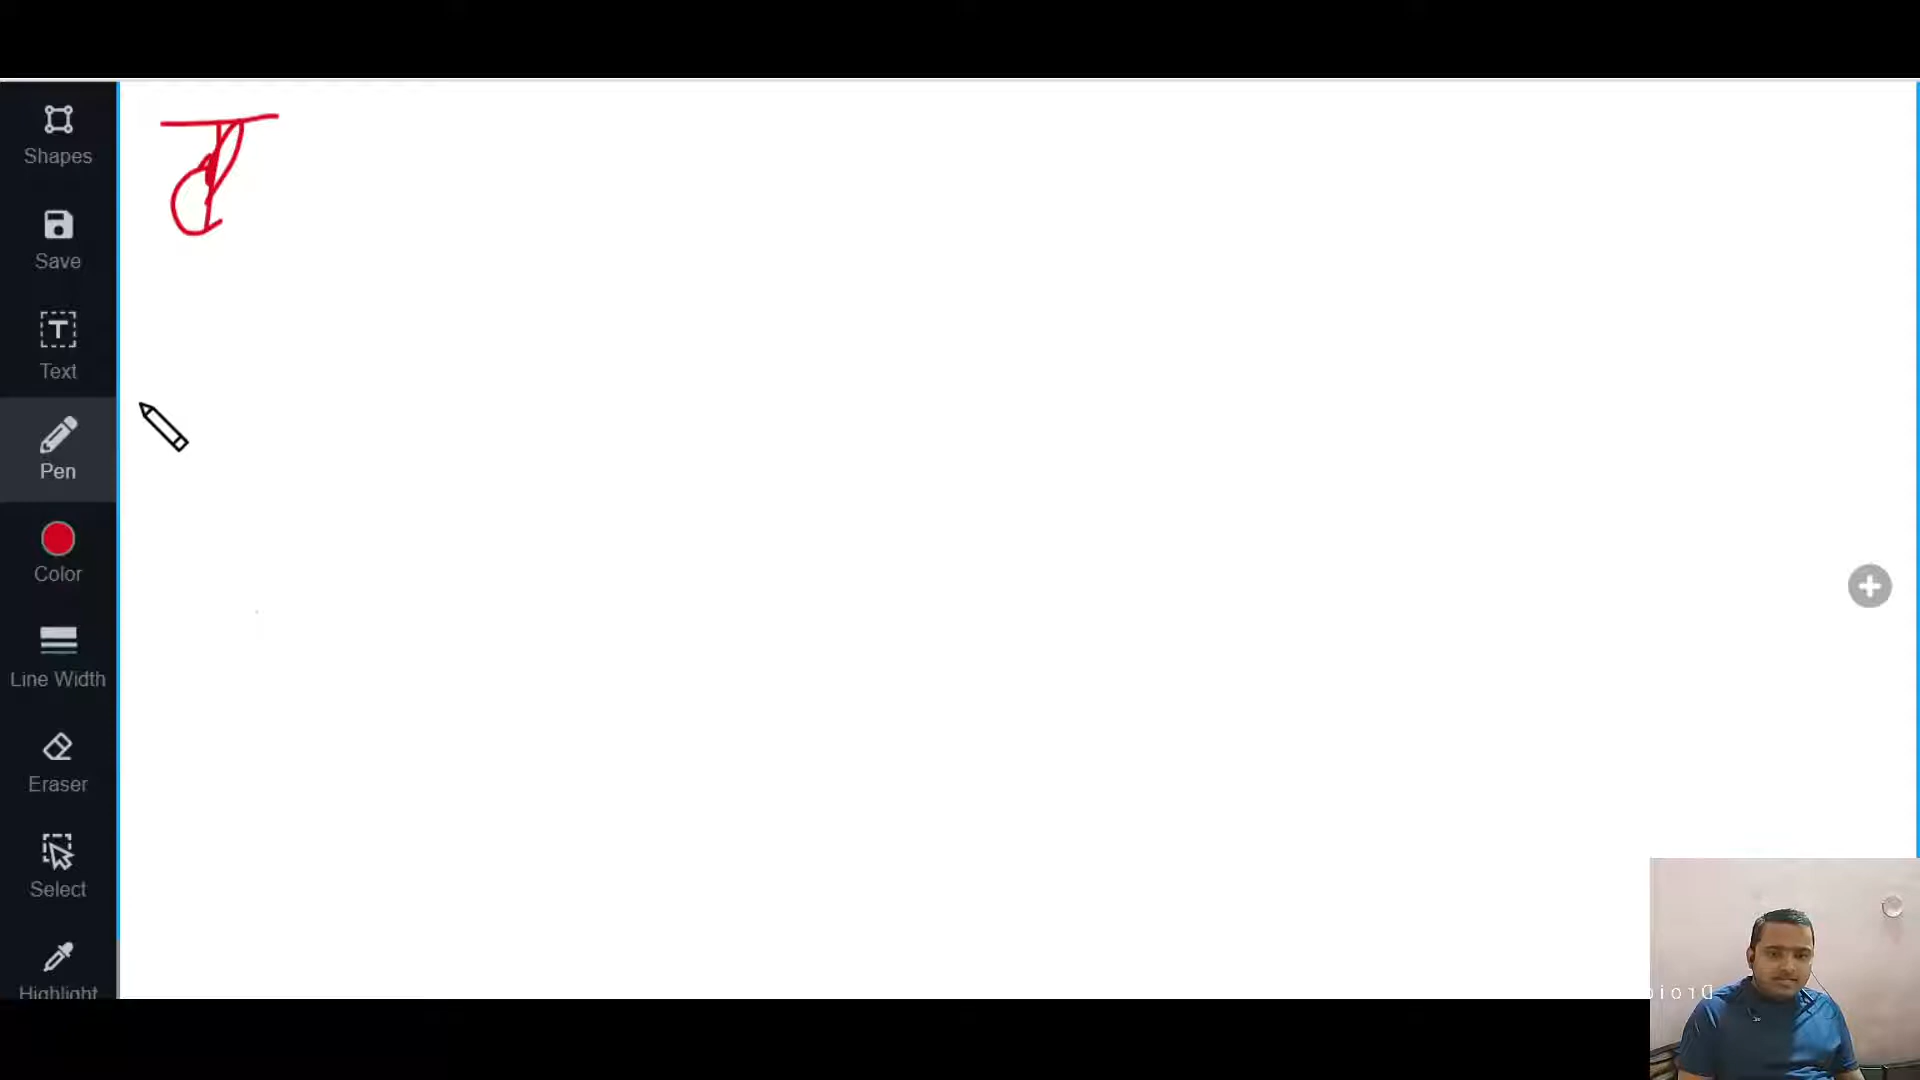 Shapes
Save
T
Text
Pen
Color
Line Width
Eraser
Select
Highlight